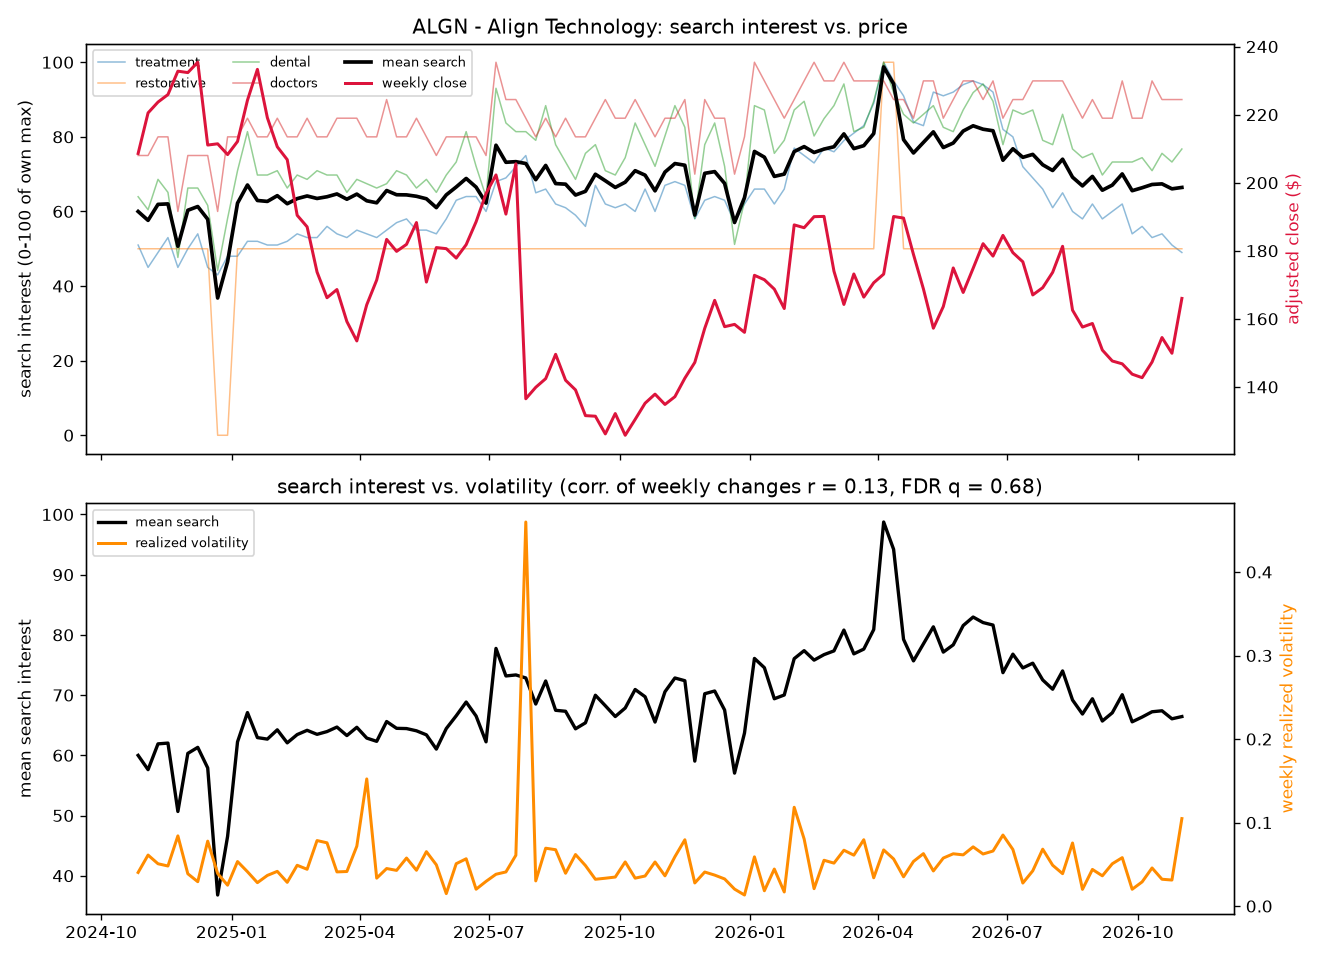 ALGN - Align Technology: search interest vs. price
treatment
restorative
dental
doctors
mean search
weekly close
100
80
60
40
20
0
search interest (0-100 of own max)
240
220
200
180
160
140
adjusted close ($)
search interest vs. volatility (corr. of weekly changes r = 0.13, FDR q = 0.68)
mean search
realized volatility
100
90
80
70
60
50
40
mean search interest
0.4
0.3
0.2
0.1
0.0
weekly realized volatility
2024-10
2025-01
2025-04
2025-07
2025-10
2026-01
2026-04
2026-07
2026-10